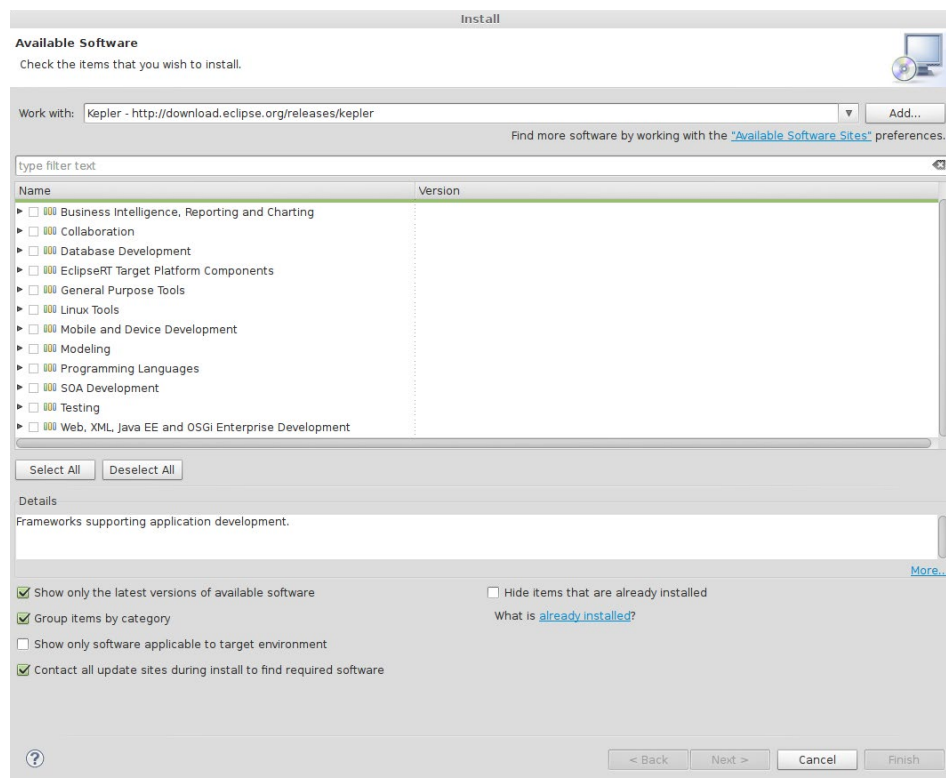 Install
Available Software
Check the items that you wish to install.
Work with: Kepler - http://download.eclipse.org/releases/kepler Add...
Find more software by working with the "Available Software Sites" preferences.
type filter text
Name Version
Business Intelligence, Reporting and Charting
Collaboration
Database Development
EclipseRT Target Platform Components
General Purpose Tools
Linux Tools
Mobile and Device Development
Modeling
Programming Languages
SOA Development
Testing
Web, XML, Java EE and OSGi Enterprise Development
Select All Deselect All
Details
Frameworks supporting application development.
More..
Show only the latest versions of available software Hide items that are already installed
Group items by category What is already installed?
Show only software applicable to target environment
Contact all update sites during install to find required software
? < Back Next > Cancel Finish